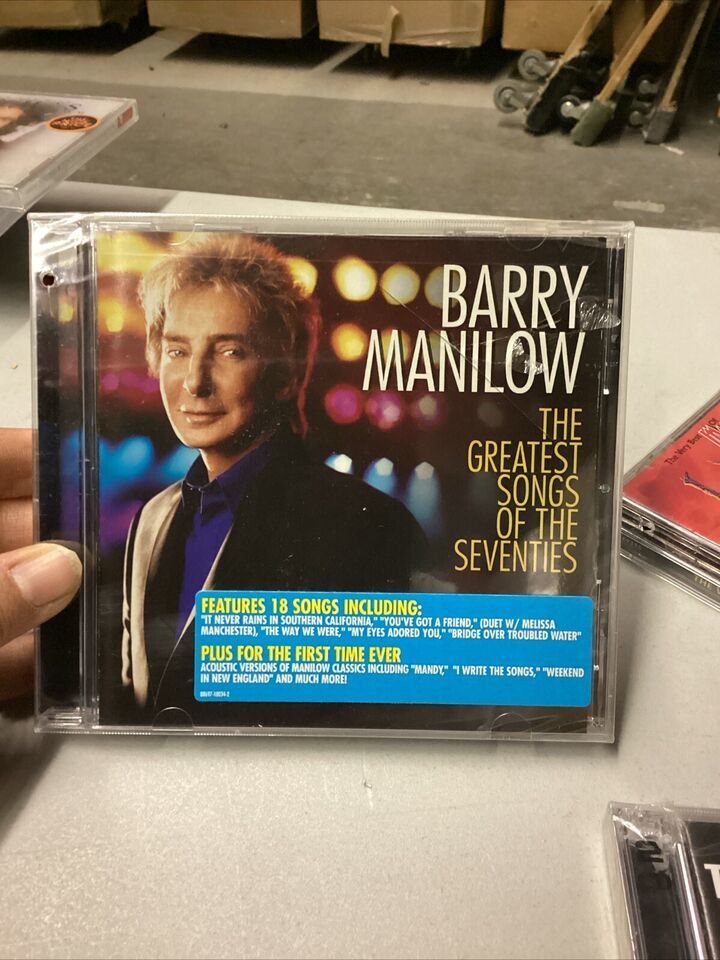 BARRY
MANILOW
THE
GREATEST
SONGS
OF THE
SEVENTIES
FEATURES 18 SONGS INCLUDING:
"IT NEVER RAINS IN SOUTHERN CALIFORNIA," "YOU'VE GOT A FRIEND," (DUET W/ MELISSA
MANCHESTER), "THE WAY WE WERE," "MY EYES ADORED YOU," "BRIDGE OVER TROUBLED WATER"
PLUS FOR THE FIRST TIME EVER
ACOUSTIC VERSIONS OF MANILOW CLASSICS INCLUDING "MANDY," "I WRITE THE SONGS," "WEEKEND
IN NEW ENGLAND" AND MUCH MORE!
The Very Best